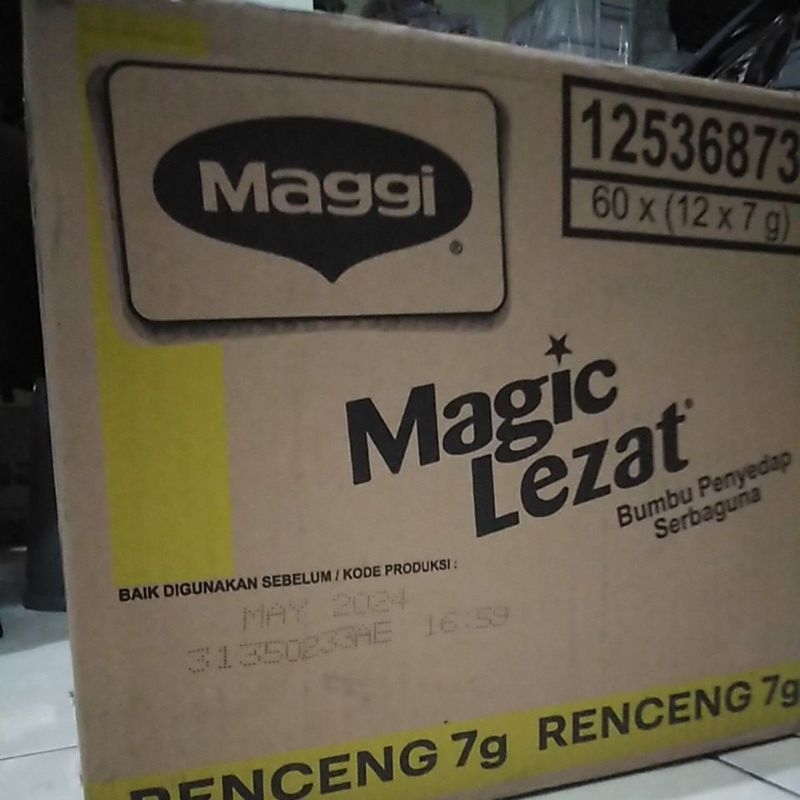 Maggi
®
12536873
60 x (12 x 7 g)
Magic
Lezat
Bumbu Penyedap
Serbaguna
BAIK DIGUNAKAN SEBELUM / KODE PRODUKSI :
MAY 2024
31350233AE 16:59
RENCENG 7g RENCENG 7g